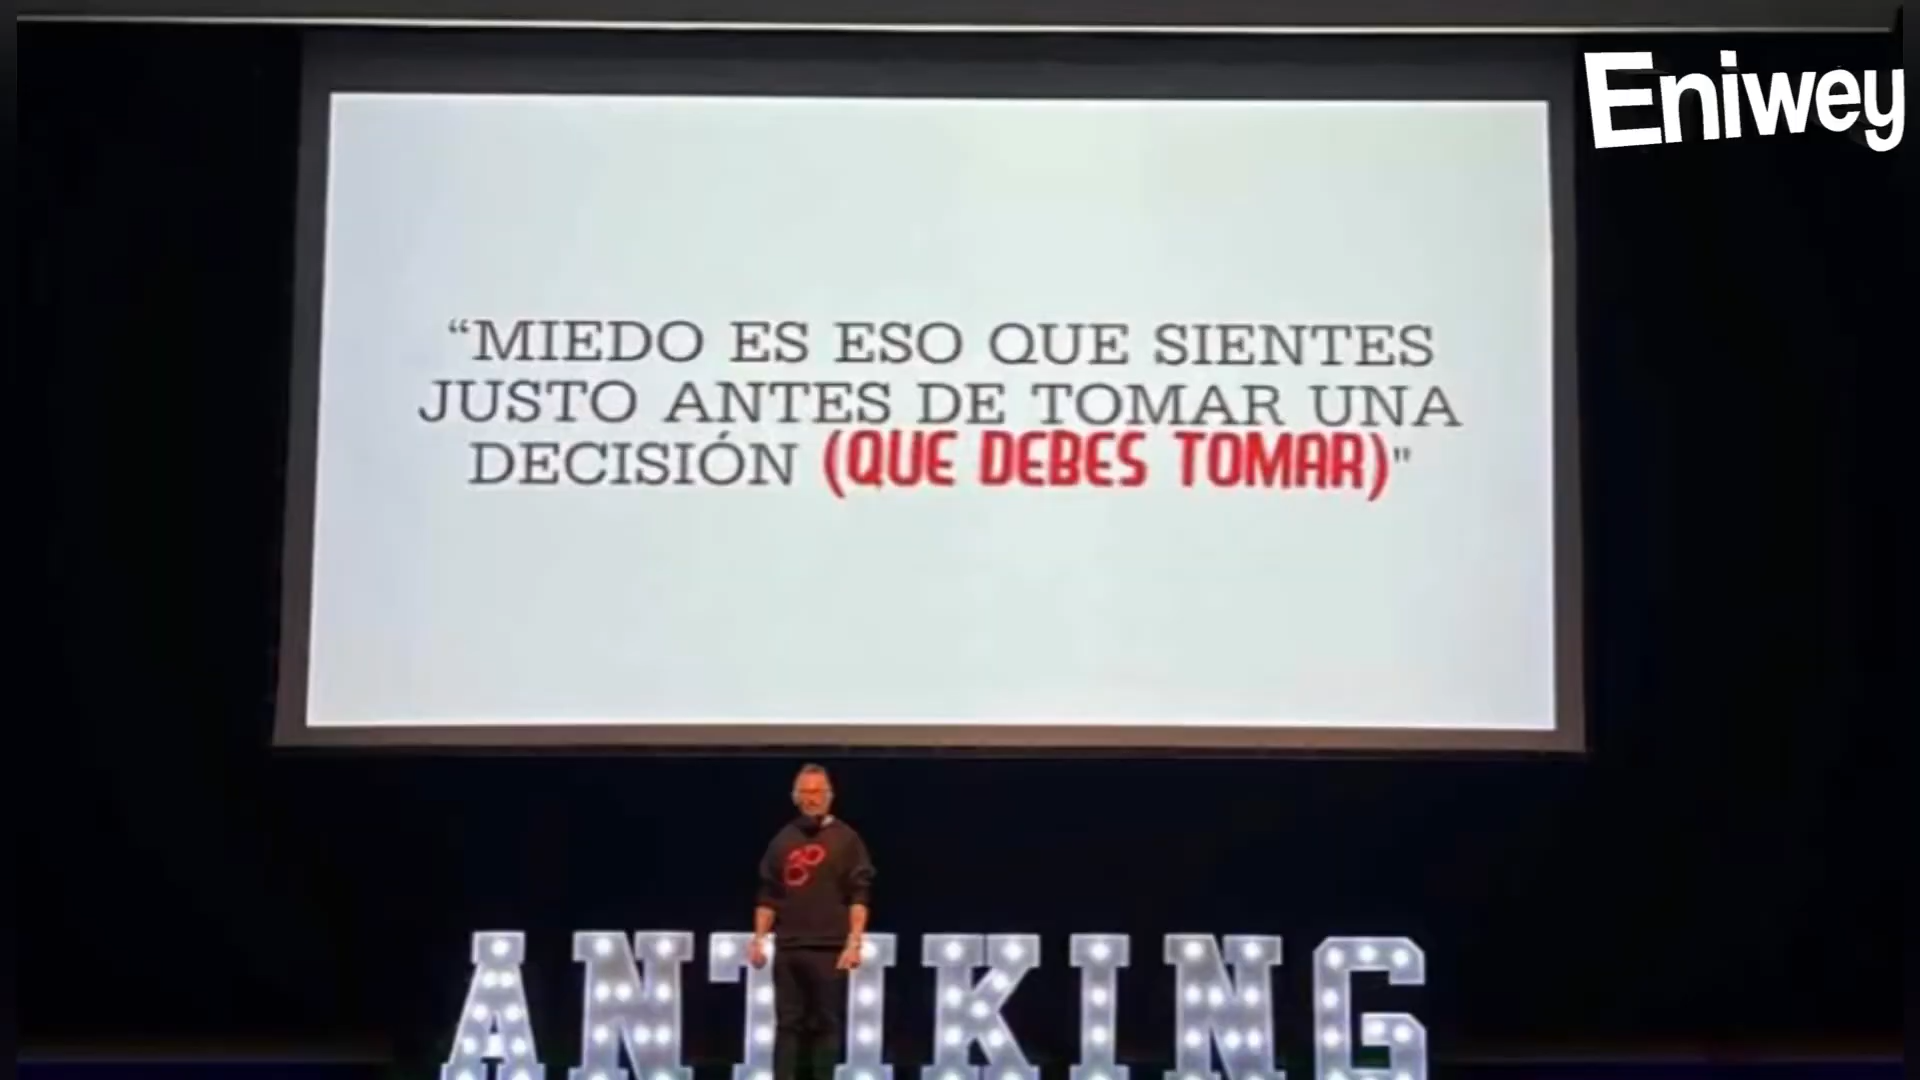 Eniwey
“MIEDO ES ESO QUE SIENTES
JUSTO ANTES DE TOMAR UNA
DECISIÓN (QUE DEBES TOMAR)"
ANTIKING